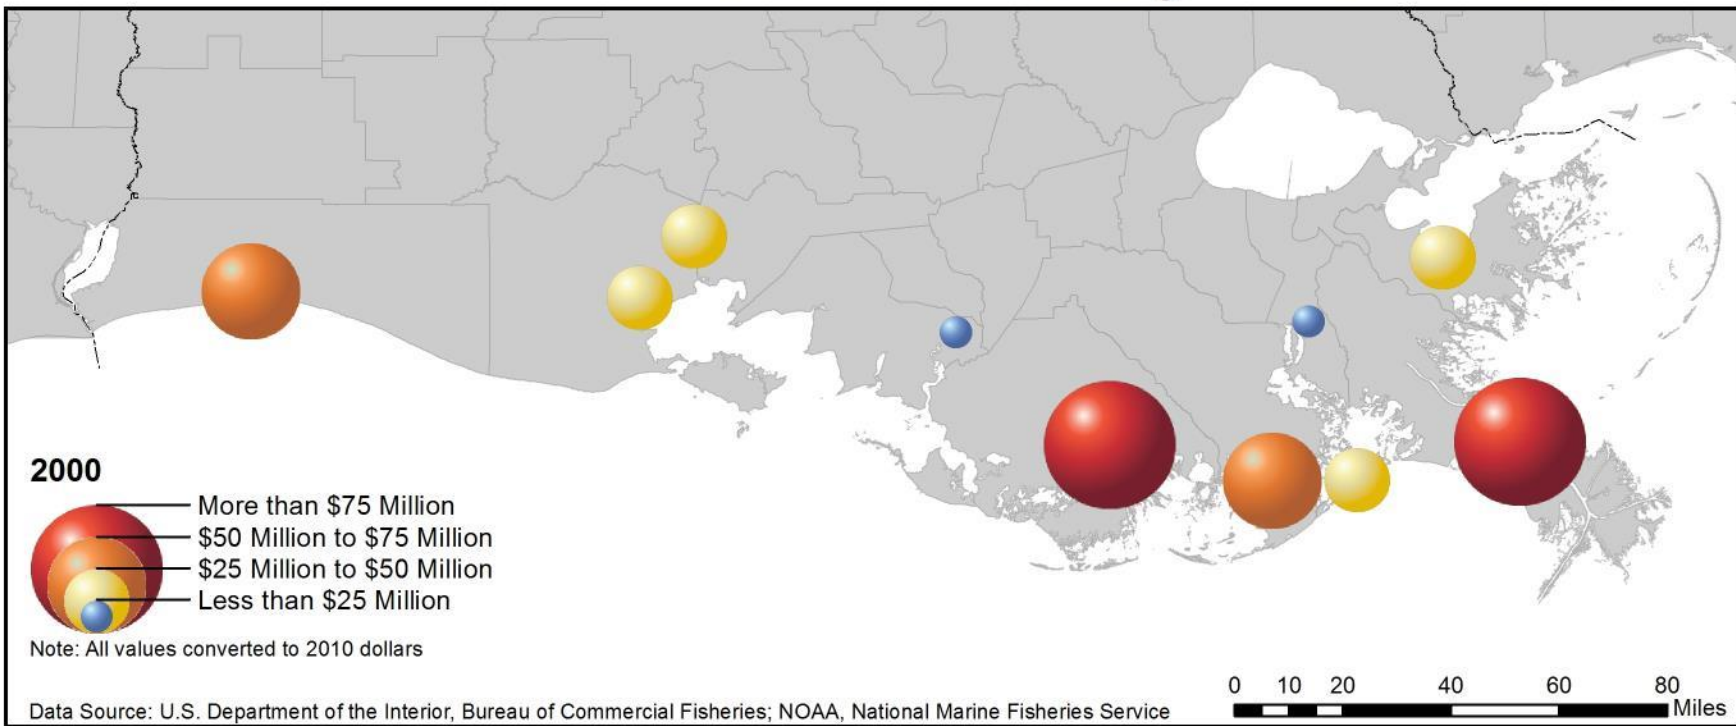 2000
More than $75 Million
$50 Million to $75 Million
$25 Million to $50 Million
Less than $25 Million
Note: All values converted to 2010 dollars
0 10 20 40 60 80
Miles
Data Source: U.S. Department of the Interior, Bureau of Commercial Fisheries; NOAA, National Marine Fisheries Service